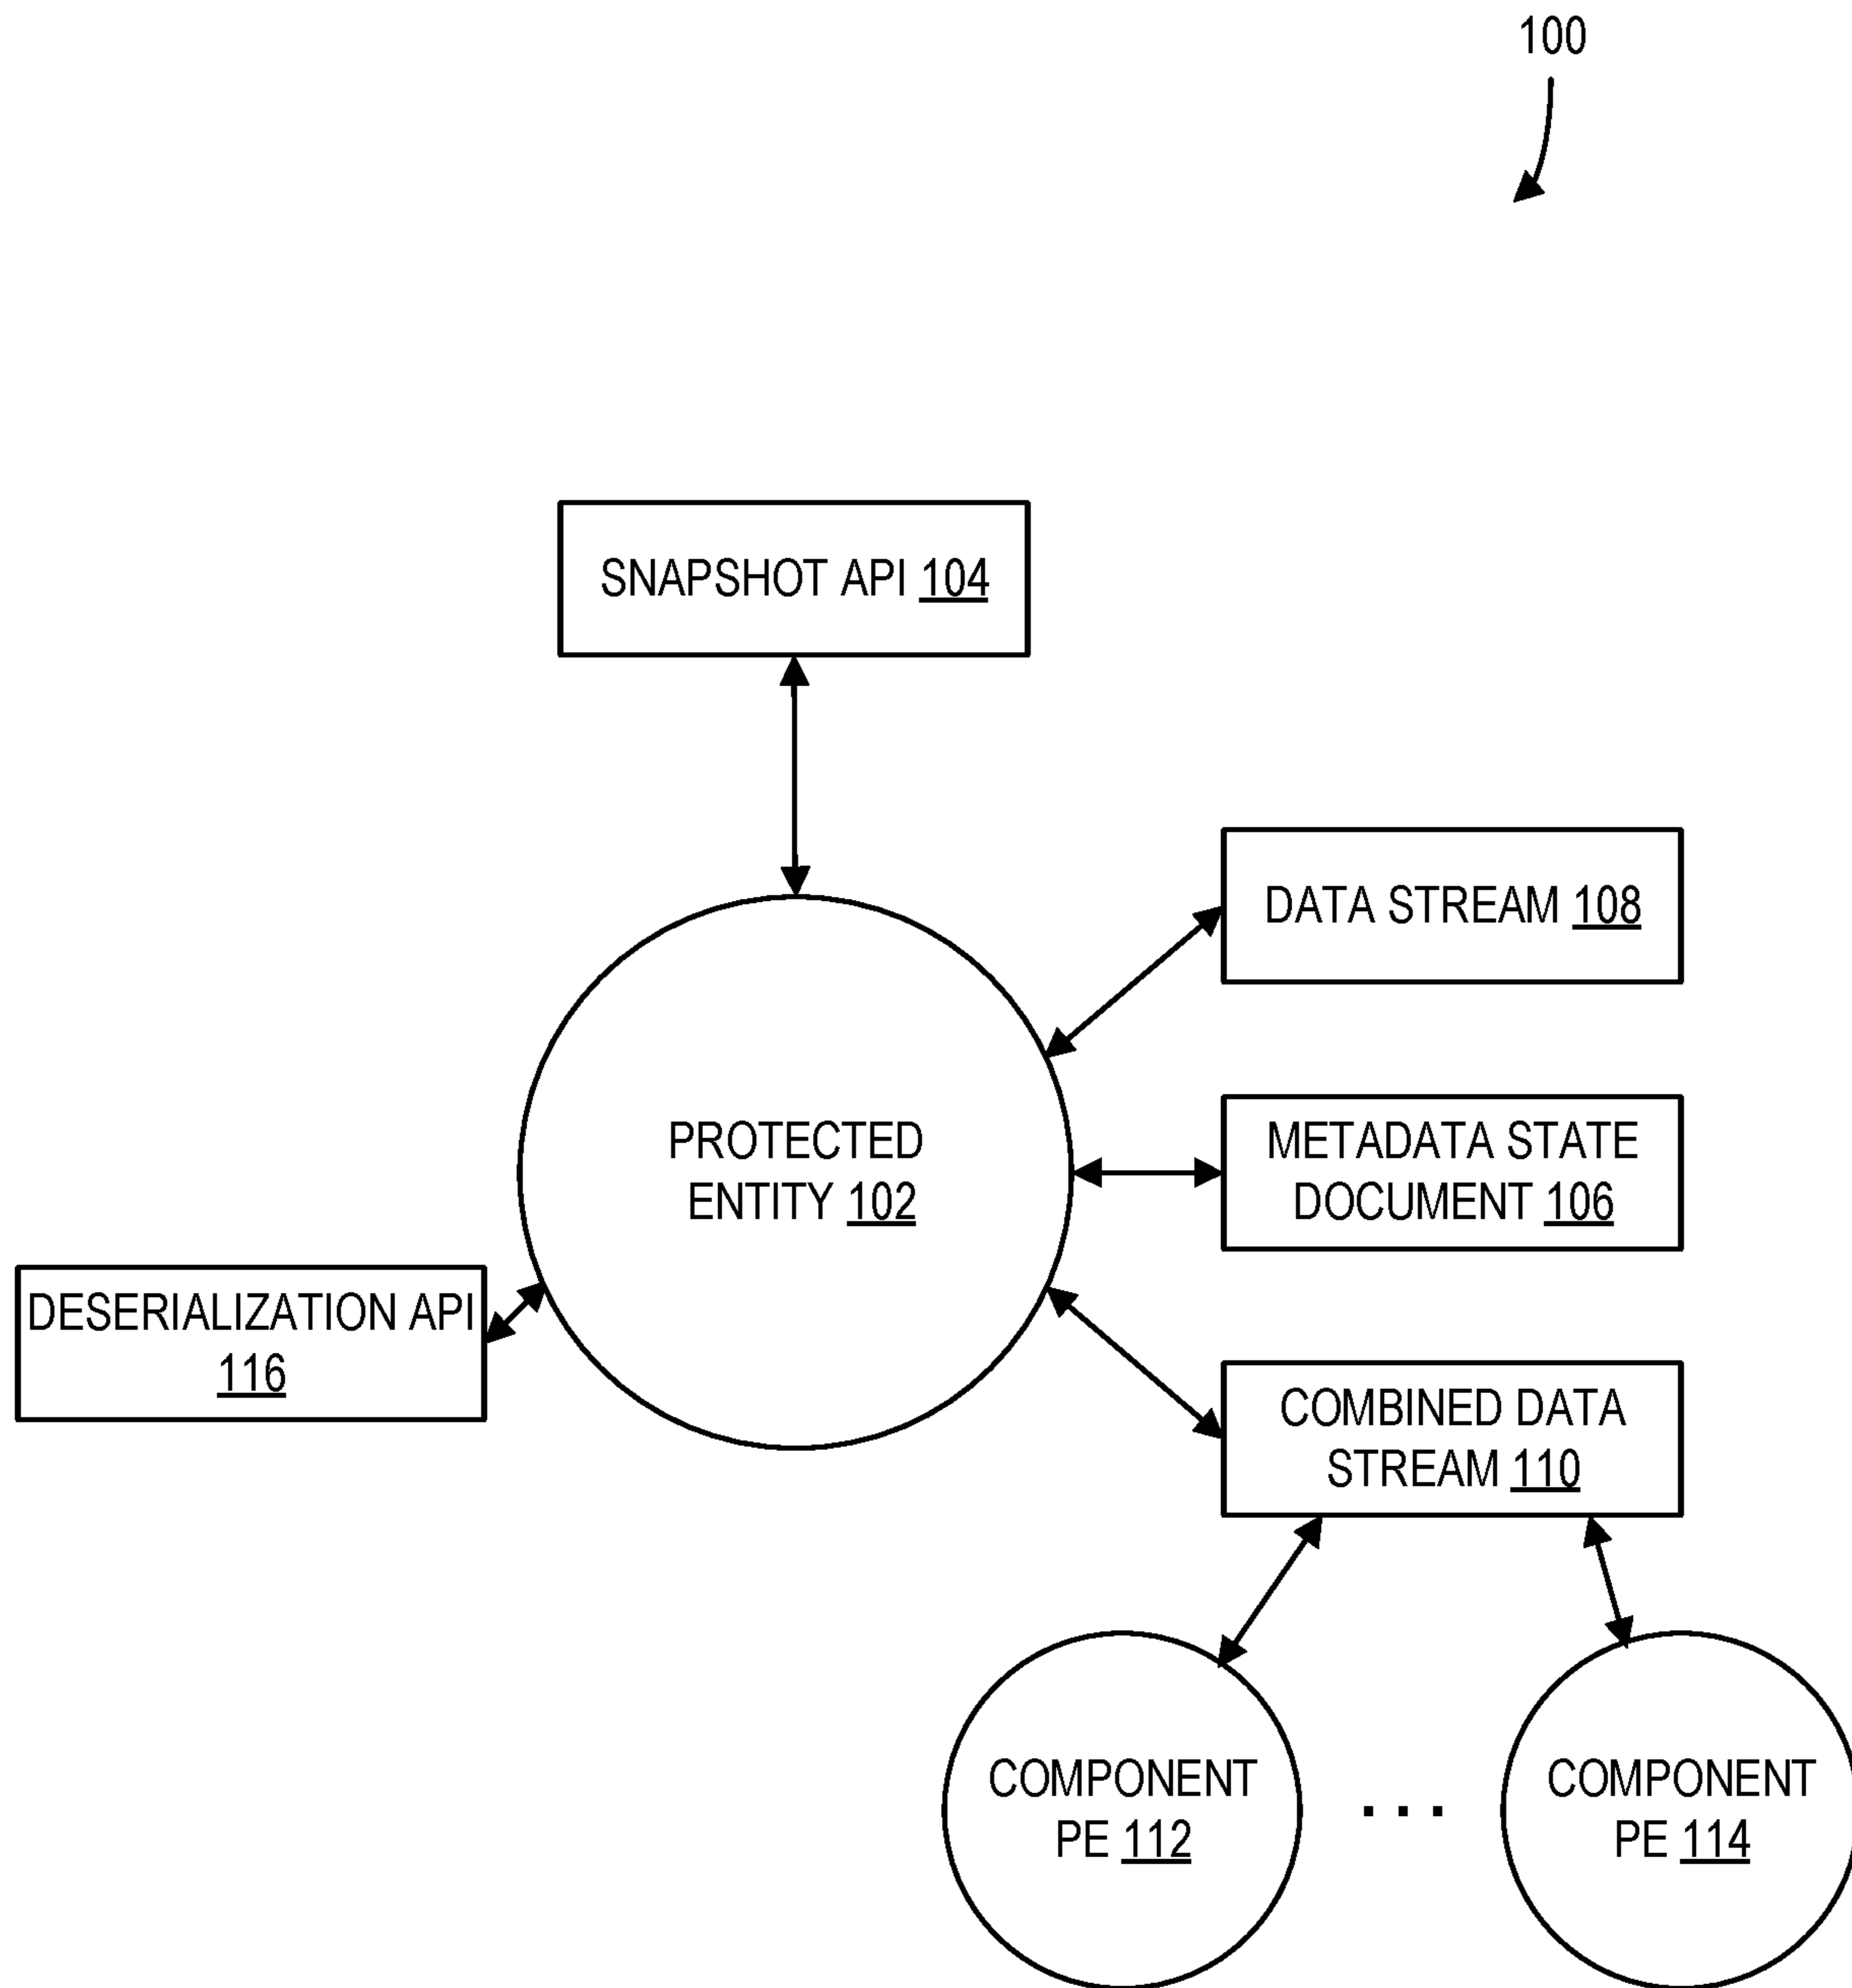 100
SNAPSHOT API 104
DATA STREAM 108
PROTECTED
ENTITY 102
METADATA STATE
DOCUMENT 106
DESERIALIZATION API
116
COMBINED DATA
STREAM 110
COMPONENT
PE 112
. . .
COMPONENT
PE 114